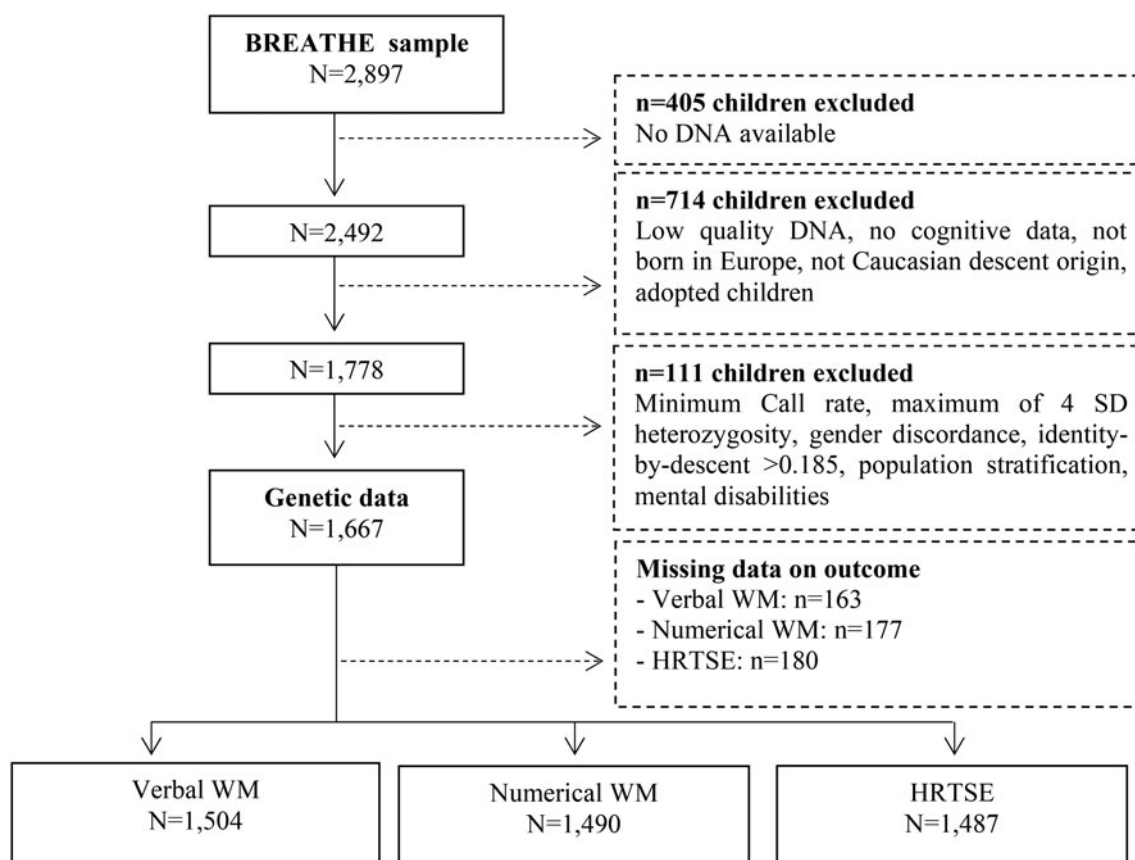 BREATHE sample
N=2,897
n=405 children excluded
No DNA available
N=2,492
n=714 children excluded
Low quality DNA, no cognitive data, not
born in Europe, not Caucasian descent origin,
adopted children
N=1,778
n=111 children excluded
Minimum Call rate, maximum of 4 SD
heterozygosity, gender discordance, identity-
by-descent >0.185, population stratification,
mental disabilities
Genetic data
N=1,667
Missing data on outcome
- Verbal WM: n=163
- Numerical WM: n=177
- HRTSE: n=180
Verbal WM
N=1,504
Numerical WM
N=1,490
HRTSE
N=1,487